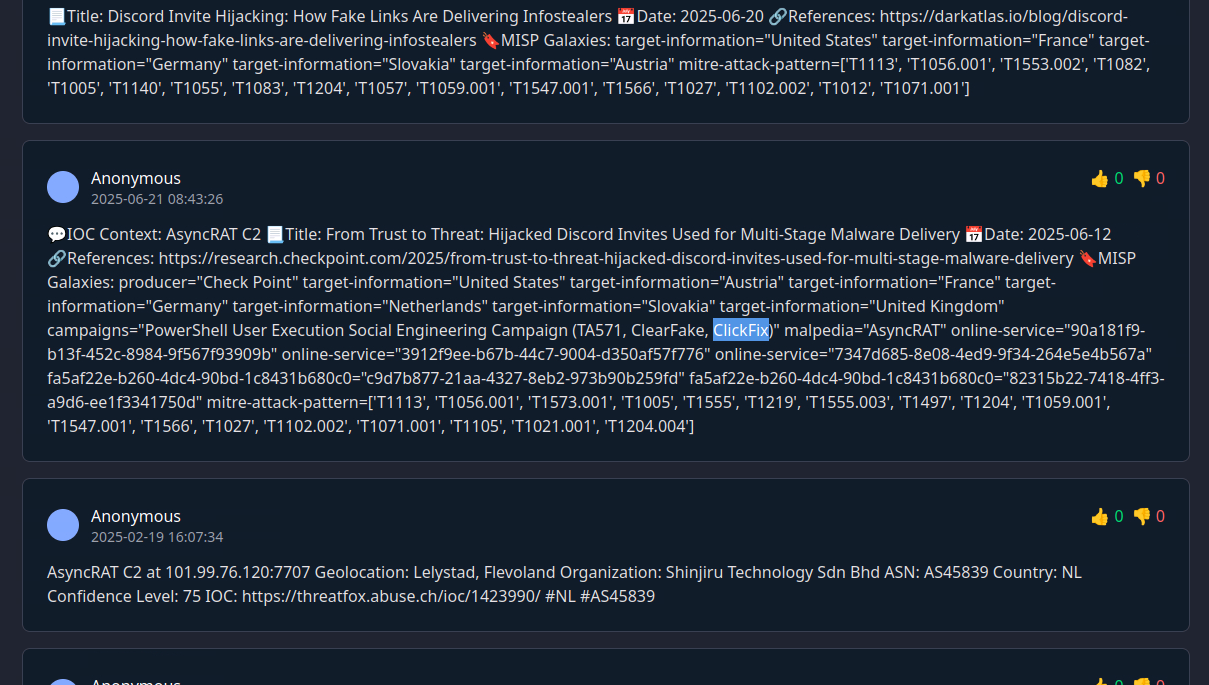 📃Title: Discord Invite Hijacking: How Fake Links Are Delivering Infostealers 📅Date: 2025-06-20 🔗References: https://darkatlas.io/blog/discord-
invite-hijacking-how-fake-links-are-delivering-infostealers 🔖MISP Galaxies: target-information="United States" target-information="France" target-
information="Germany" target-information="Slovakia" target-information="Austria" mitre-attack-pattern=['T1113', 'T1056.001', 'T1553.002', 'T1082',
'T1005', 'T1140', 'T1055', 'T1083', 'T1204', 'T1057', 'T1059.001', 'T1547.001', 'T1566', 'T1027', 'T1102.002', 'T1012', 'T1071.001']
Anonymous
👍 0 👎 0
2025-06-21 08:43:26
💬IOC Context: AsyncRAT C2 📃Title: From Trust to Threat: Hijacked Discord Invites Used for Multi-Stage Malware Delivery 📅Date: 2025-06-12
🔗References: https://research.checkpoint.com/2025/from-trust-to-threat-hijacked-discord-invites-used-for-multi-stage-malware-delivery 🔖MISP
Galaxies: producer="Check Point" target-information="United States" target-information="Austria" target-information="France" target-
information="Germany" target-information="Netherlands" target-information="Slovakia" target-information="United Kingdom"
campaigns="PowerShell User Execution Social Engineering Campaign (TA571, ClearFake, ClickFix)" malpedia="AsyncRAT" online-service="90a181f9-
b13f-452c-8984-9f567f93909b" online-service="3912f9ee-b67b-44c7-9004-d350af57f776" online-service="7347d685-8e08-4ed9-9f34-264e5e4b567a"
fa5af22e-b260-4dc4-90bd-1c8431b680c0="c9d7b877-21aa-4327-8eb2-973b90b259fd" fa5af22e-b260-4dc4-90bd-1c8431b680c0="82315b22-7418-4ff3-
a9d6-ee1f3341750d" mitre-attack-pattern=['T1113', 'T1056.001', 'T1573.001', 'T1005', 'T1555', 'T1219', 'T1555.003', 'T1497', 'T1204', 'T1059.001',
'T1547.001', 'T1566', 'T1027', 'T1102.002', 'T1071.001', 'T1105', 'T1021.001', 'T1204.004']
Anonymous
👍 0 👎 0
2025-02-19 16:07:34
AsyncRAT C2 at 101.99.76.120:7707 Geolocation: Lelystad, Flevoland Organization: Shinjiru Technology Sdn Bhd ASN: AS45839 Country: NL
Confidence Level: 75 IOC: https://threatfox.abuse.ch/ioc/1423990/ #NL #AS45839
Anonymous
👍 0 👎 0